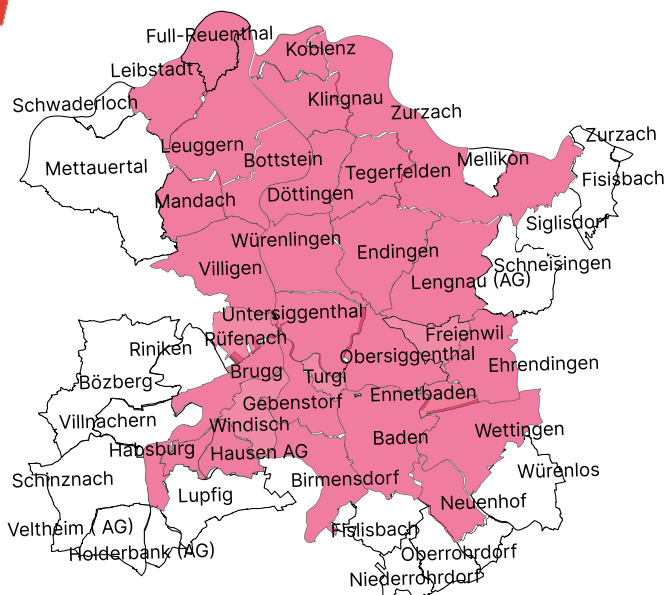 Full-Reuenthal
Koblenz
Leibstadt
Schwaderloch
Klingnau
Zurzach
Zurzach
Leuggern
Bottstein
Mellikon
Mettauertal
Tegerfelden
Fisisbach
Mandach
Döttingen
Siglisdorf
Würenlingen
Endingen
Villigen
Schneisingen
Lengnau (AG)
Untersiggenthal
Rüfenach
Freienwil
Riniken
Obersiggenthal
Ehrendingen
Brugg
Turgi
Bözberg
Ennetbaden
Gebenstorf
Villnachern
Windisch
Baden
Wettingen
Habsburg
Hausen AG
Würenlos
Schinznach
Birmensdorf
Lupfig
Neuenhof
Veltheim (AG)
Fislisbach
Holderbank (AG)
Oberrohrdorf
Niederrohrdorf